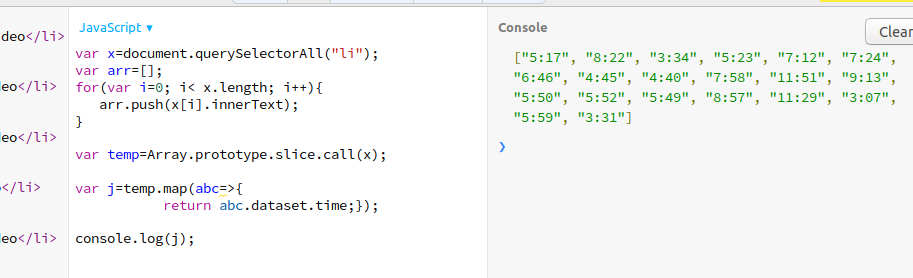 JavaScript ▾
Console
Clear
deo</li>
deo</li>
deo</li>
</li>
deo</li>
var x=document.querySelectorAll("li");
var arr=[];
for(var i=0; i< x.length; i++){
arr.push(x[i].innerText);
}
var temp=Array.prototype.slice.call(x);
var j=temp.map(abc=>{
return abc.dataset.time;});
console.log(j);
["5:17", "8:22", "3:34", "5:23", "7:12", "7:24",
"6:46", "4:45", "4:40", "7:58", "11:51", "9:13",
"5:50", "5:52", "5:49", "8:57", "11:29", "3:07",
"5:59", "3:31"]
❯